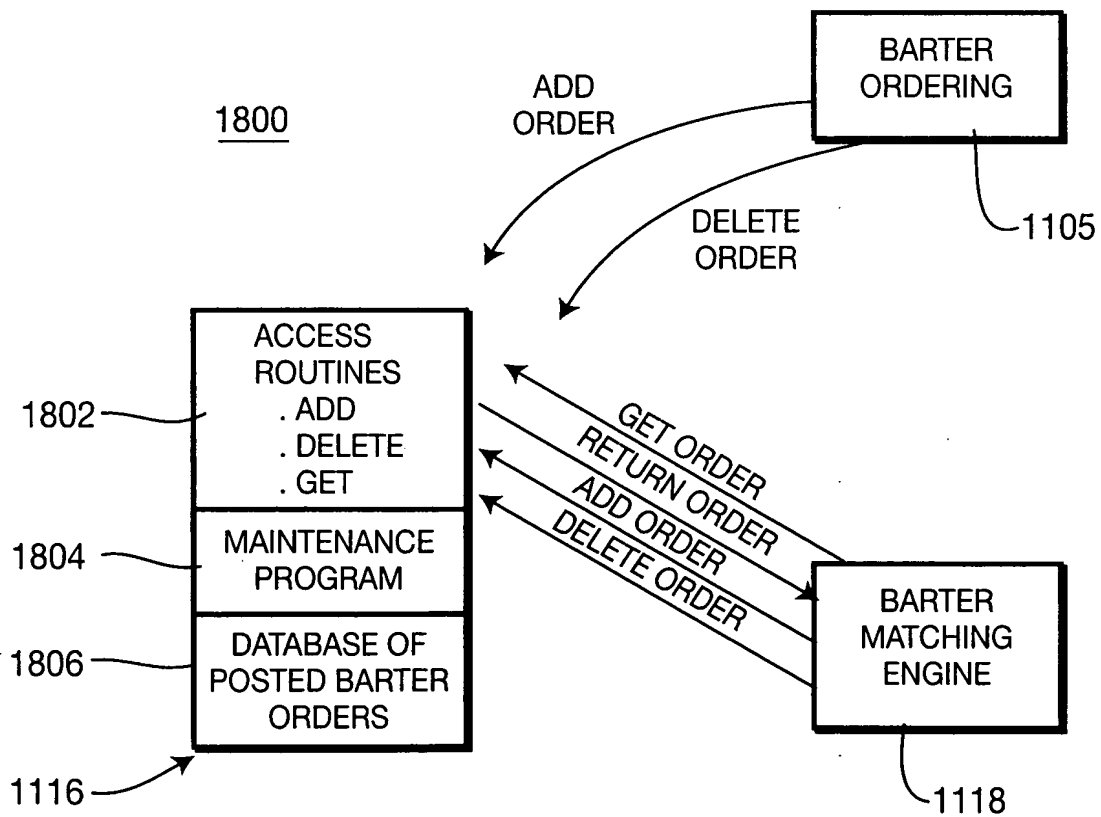 BARTER
ORDERING
ADD
ORDER
1800
DELETE
ORDER
1105
ACCESS
ROUTINES
. ADD
. DELETE
. GET
1802
GET ORDER
RETURN ORDER
ADD ORDER
DELETE ORDER
MAINTENANCE
PROGRAM
1804
BARTER
MATCHING
ENGINE
DATABASE OF
POSTED BARTER
ORDERS
1806
1116
1118